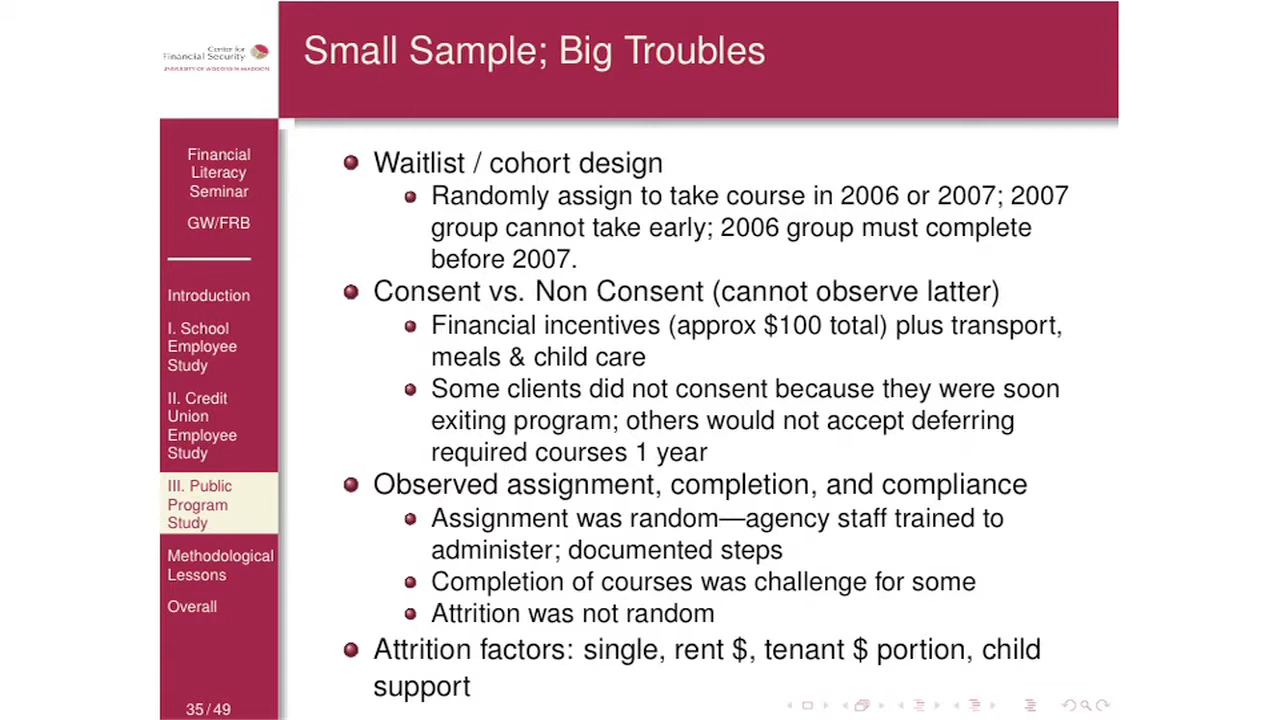 Center for
Financial Security
UNIVERSITY OF WISCONSIN-MADISON
Small Sample; Big Troubles
Financial
Literacy
Seminar
GW/FRB
Introduction
I. School
Employee
Study
II. Credit
Union
Employee
Study
III. Public
Program
Study
Methodological
Lessons
Overall
35/49
Waitlist / cohort design
Randomly assign to take course in 2006 or 2007; 2007
group cannot take early; 2006 group must complete
before 2007.
Consent vs. Non Consent (cannot observe latter)
Financial incentives (approx $100 total) plus transport,
meals & child care
Some clients did not consent because they were soon
exiting program; others would not accept deferring
required courses 1 year
Observed assignment, completion, and compliance
Assignment was random—agency staff trained to
administer; documented steps
Completion of courses was challenge for some
Attrition was not random
Attrition factors: single, rent $, tenant $ portion, child
support